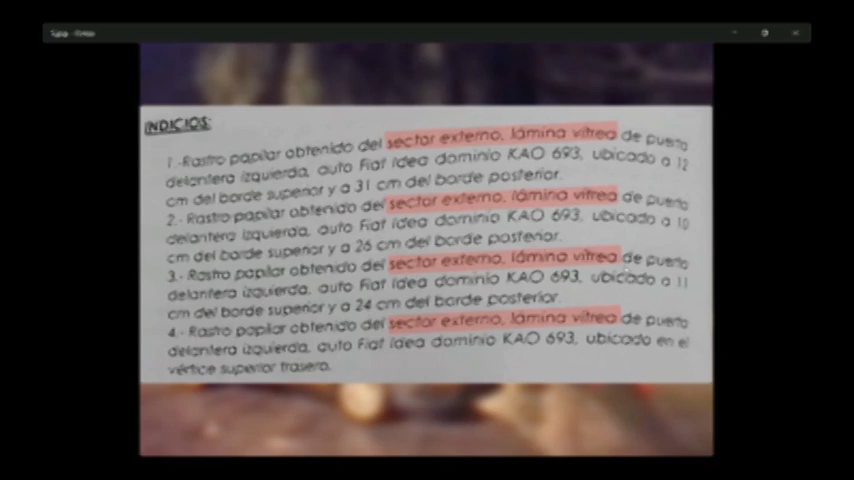 INDICIOS:
1.-Rastro papilar obtenido del sector externo, lámina vítrea de puerta
delantera izquierda, auto Fiat Idea dominio KAO 693, ubicado a 12
cm del borde superior y a 31 cm del borde posterior.
2.- Rastro papilar obtenido del sector externo, lámina vítrea de puerta
delantera izquierda, auto Fiat Idea dominio KAO 693, ubicado a 10
cm del borde superior y a 26 cm del borde posterior.
3.- Rastro papilar obtenido del sector externo, lámina vítrea de puerta
delantera izquierda, auto Fiat Idea dominio KAO 693, ubicado a 11
cm del borde superior y a 24 cm del borde posterior.
4.- Rastro papilar obtenido del sector externo, lámina vítrea de puerta
delantera izquierda, auto Fiat Idea dominio KAO 693, ubicado en el
vértice superior trasero.